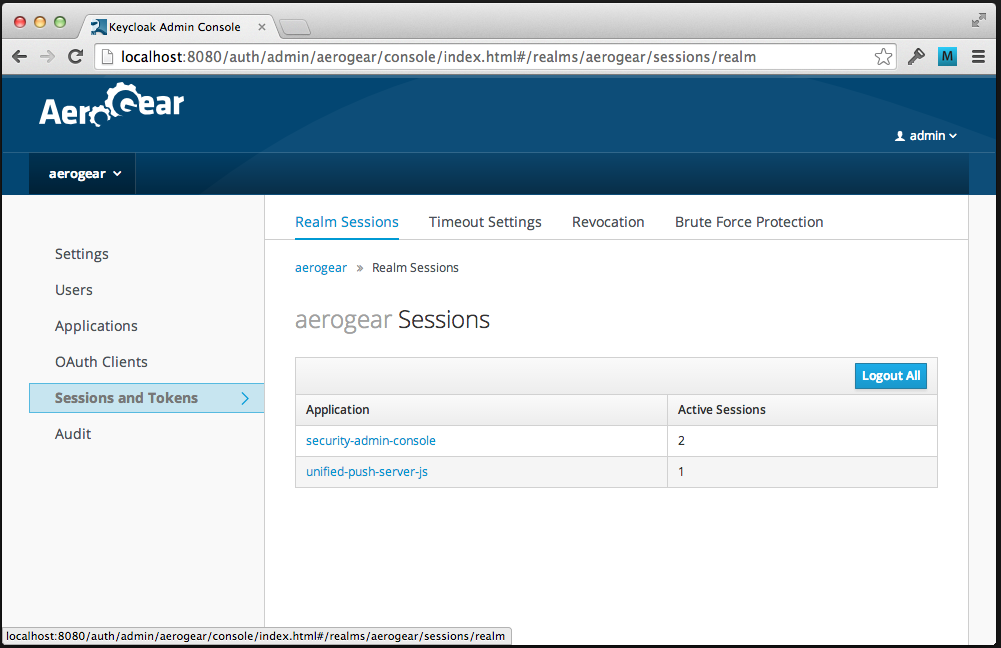 Keycloak Admin Console
localhost:8080/auth/admin/aerogear/console/index.html#/realms/aerogear/sessions/realm
M
AeroGear
admin
aerogear
Realm Sessions Timeout Settings Revocation Brute Force Protection
Settings
Users
Applications
OAuth Clients
Sessions and Tokens
Audit
aerogear » Realm Sessions
aerogear Sessions
Logout All
Application Active Sessions
security-admin-console 2
unified-push-server-js 1
localhost:8080/auth/admin/aerogear/console/index.html#/realms/aerogear/sessions/realm